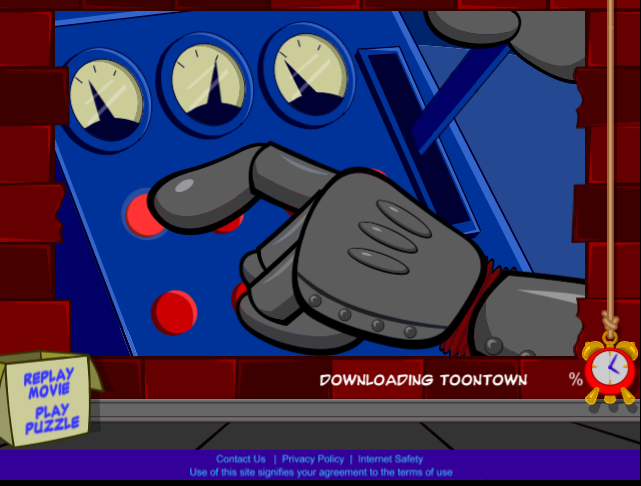 REPLAY
MOVIE
PLAY
PUZZLE
DOWNLOADING TOONTOWN %
Contact Us | Privacy Policy | Internet Safety
Use of this site signifies your agreement to the terms of use